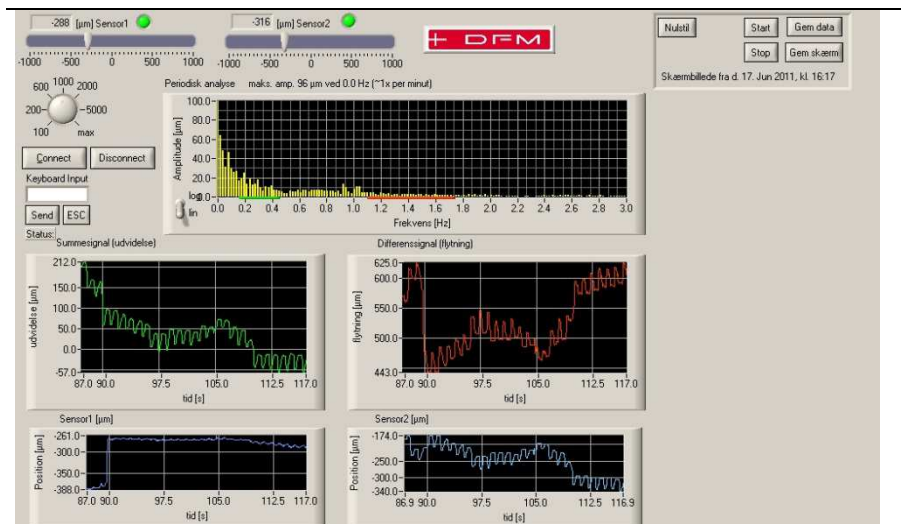 -288 [µm] Sensor1
-316 [µm] Sensor2
DFM
Nulstil
Start
Gem data
Stop
Gem skærm
Skærmbillede fra d. 17. Jun 2011, kl. 16:17
-1000 -500 0 500 1000
-1000 -500 0 500 1000
600 1000 2000
200 5000
100 max
Connect
Disconnect
Keyboard Input
Send
ESC
Status:
Periodisk analyse maks. amp. 96 µm ved 0.0 Hz (~1x per minut)
Amplitude [µm]
100.0
80.0
60.0
40.0
20.0
0.0
log
lin
0.0 0.2 0.4 0.6 0.8 1.0 1.2 1.4 1.6 1.8 2.0 2.2 2.4 2.6 2.8 3.0
Frekvens [Hz]
Summesignal (udvidelse)
udvidelse [µm]
212.0
150.0
100.0
50.0
0.0
-57.0
87.0 90.0 97.5 105.0 112.5 117.0
tid [s]
Differenssignal (flytning)
flytning [µm]
625.0
600.0
550.0
500.0
443.0
87.0 90.0 97.5 105.0 112.5 117.0
tid [s]
Sensor1 [µm]
Position [µm]
-261.0
-300.0
-350.0
-388.0
87.0 90.0 97.5 105.0 112.5 117.0
tid [s]
Sensor2 [µm]
Position [µm]
-174.0
-250.0
-300.0
-340.0
86.9 90.0 97.5 105.0 112.5 116.9
tid [s]